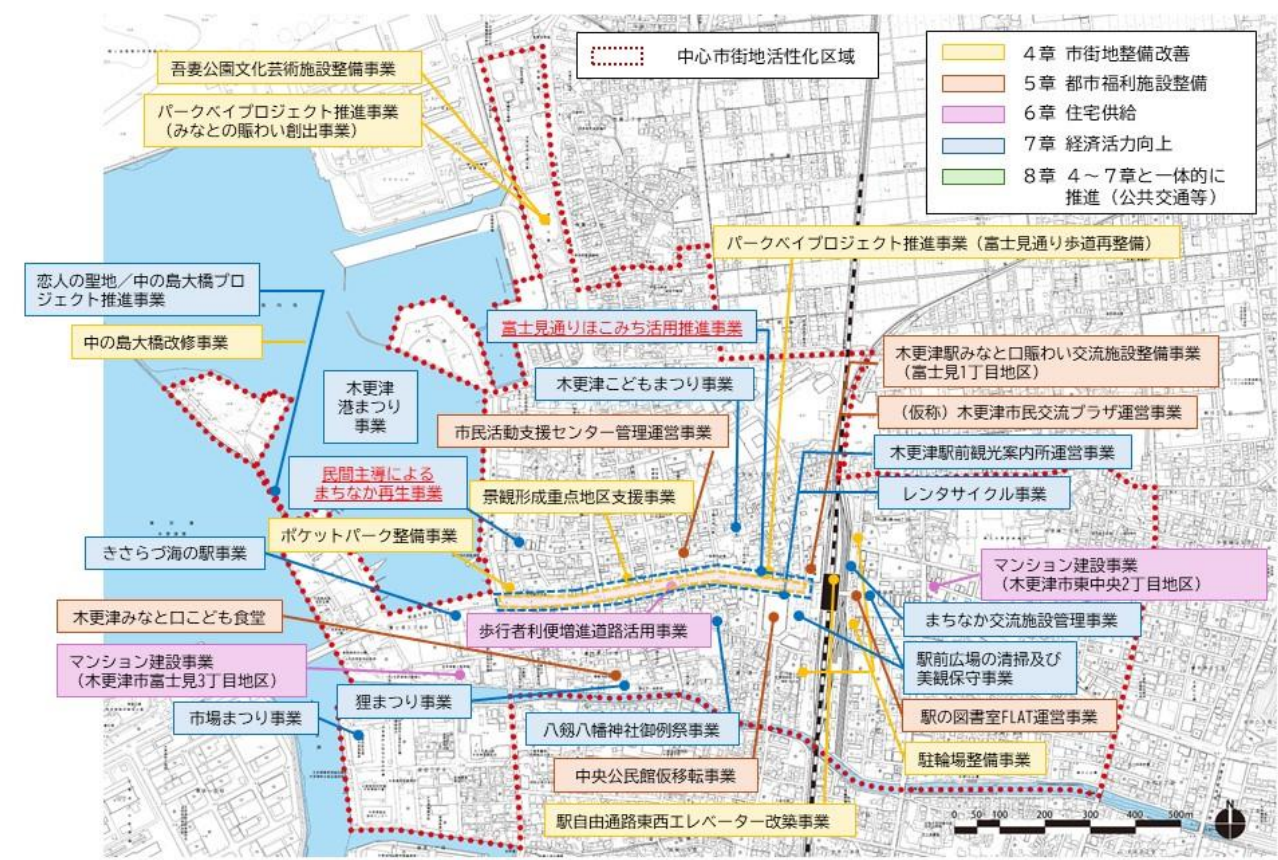 中心市街地活性化区域
4章 市街地整備改善
5章 都市福利施設整備
6章 住宅供給
7章 経済活力向上
8章 4～7章と一体的に
推進（公共交通等）
吾妻公園文化芸術施設整備事業
パークベイプロジェクト推進事業
（みなとの賑わい創出事業）
パークベイプロジェクト推進事業（富士見通り歩道再整備）
恋人の聖地／中の島大橋プロ
ジェクト推進事業
中の島大橋改修事業
富士見通りほこみち活用推進事業
木更津駅みなと口賑わい交流施設整備事業
（富士見1丁目地区）
木更津
港まつり
事業
木更津こどもまつり事業
（仮称）木更津市民交流プラザ運営事業
市民活動支援センター管理運営事業
木更津駅前観光案内所運営事業
民間主導による
まちなか再生事業
景観形成重点地区支援事業
レンタサイクル事業
ポケットパーク整備事業
きさらづ海の駅事業
マンション建設事業
（木更津市東中央2丁目地区）
木更津みなと口こども食堂
歩行者利便増進道路活用事業
まちなか交流施設管理事業
マンション建設事業
（木更津市富士見3丁目地区）
駅前広場の清掃及び
美観保守事業
狸まつり事業
市場まつり事業
八剱八幡神社御例祭事業
駅の図書室FLAT運営事業
中央公民館仮移転事業
駐輪場整備事業
駅自由通路東西エレベーター改築事業
N
0 50 100 200 300 400 500m